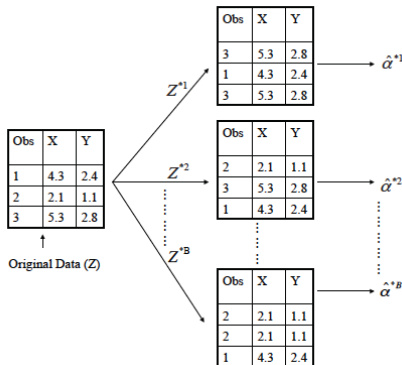 Obs X Y
3 5.3 2.8
1 4.3 2.4
3 5.3 2.8
Z*1
α̂*1
Obs X Y
1 4.3 2.4
2 2.1 1.1
3 5.3 2.8
Original Data (Z)
Z*2
Obs X Y
2 2.1 1.1
3 5.3 2.8
1 4.3 2.4
α̂*2
Z*B
Obs X Y
2 2.1 1.1
2 2.1 1.1
1 4.3 2.4
α̂*B